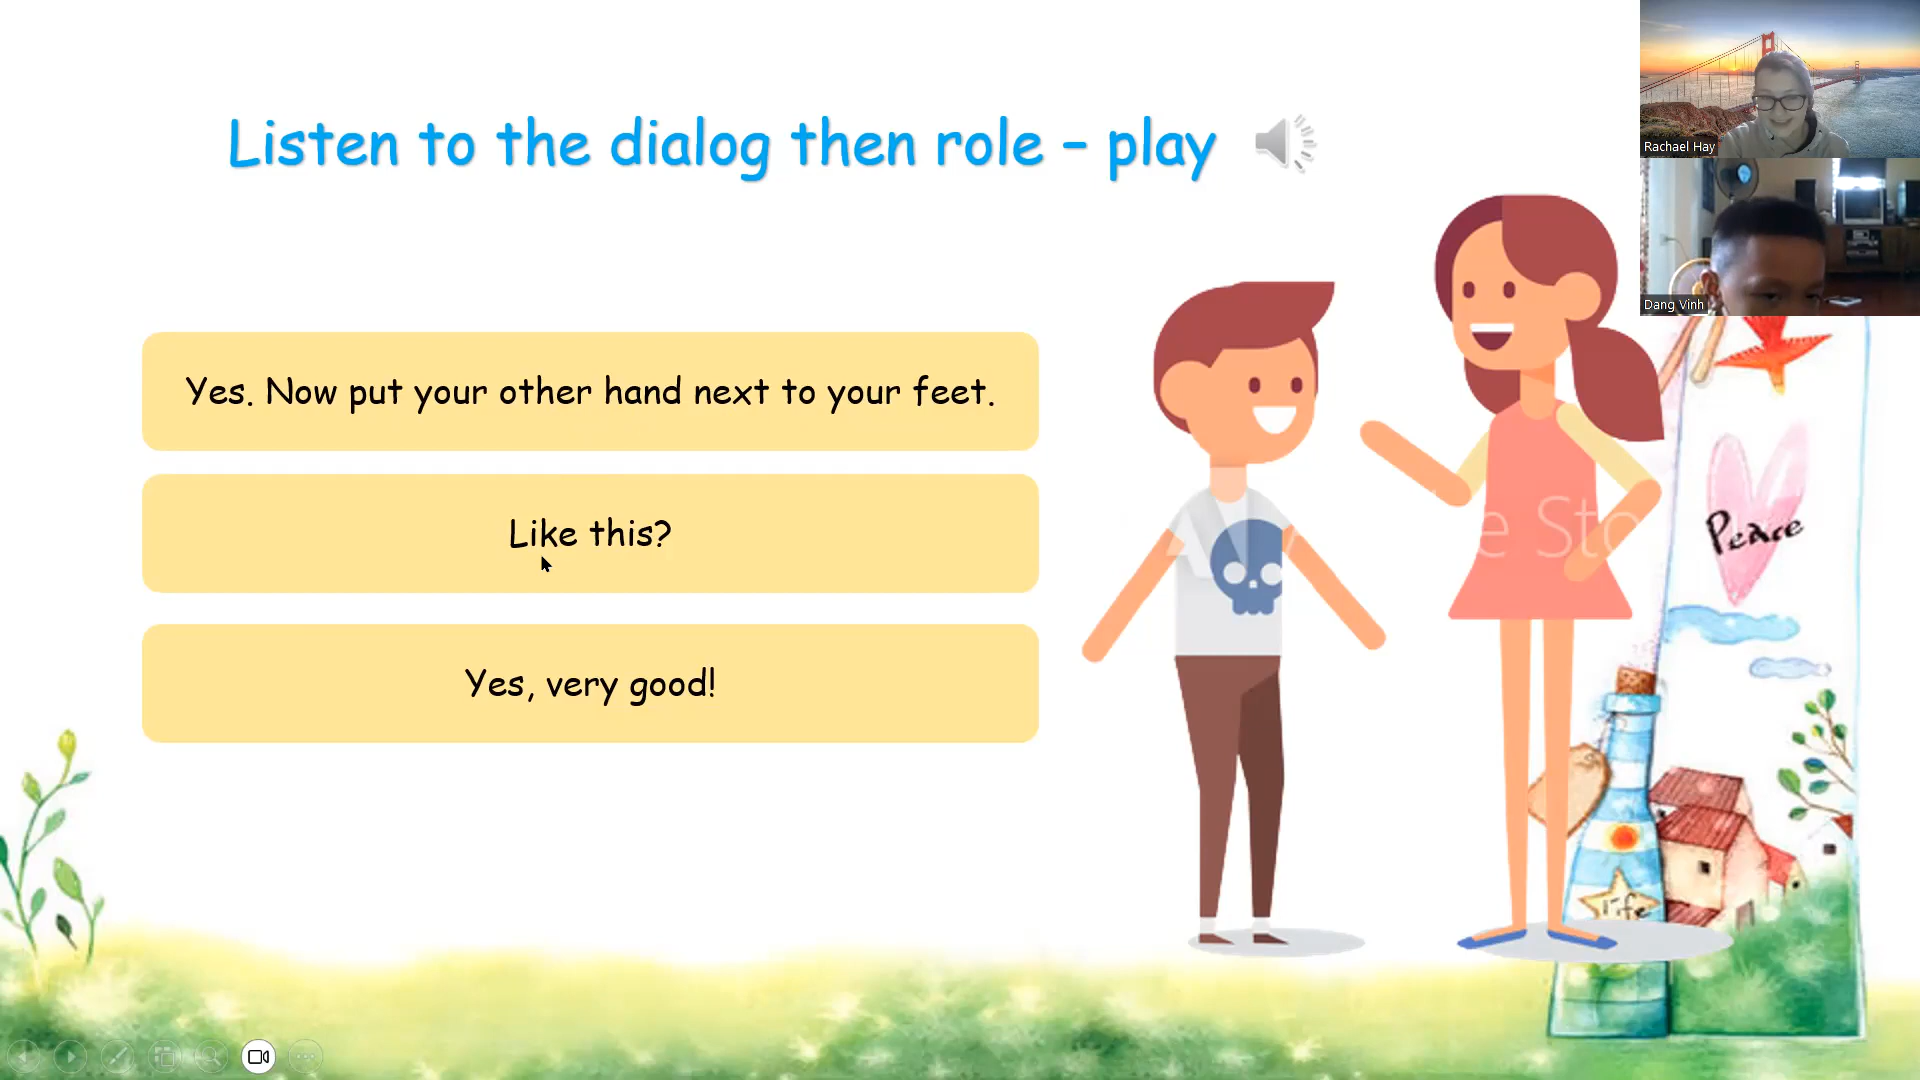 Listen to the dialog then role – play
Rachael Hay
Dang Vinh
Yes. Now put your other hand next to your feet.
Like this?
Yes, very good!
Peace
life